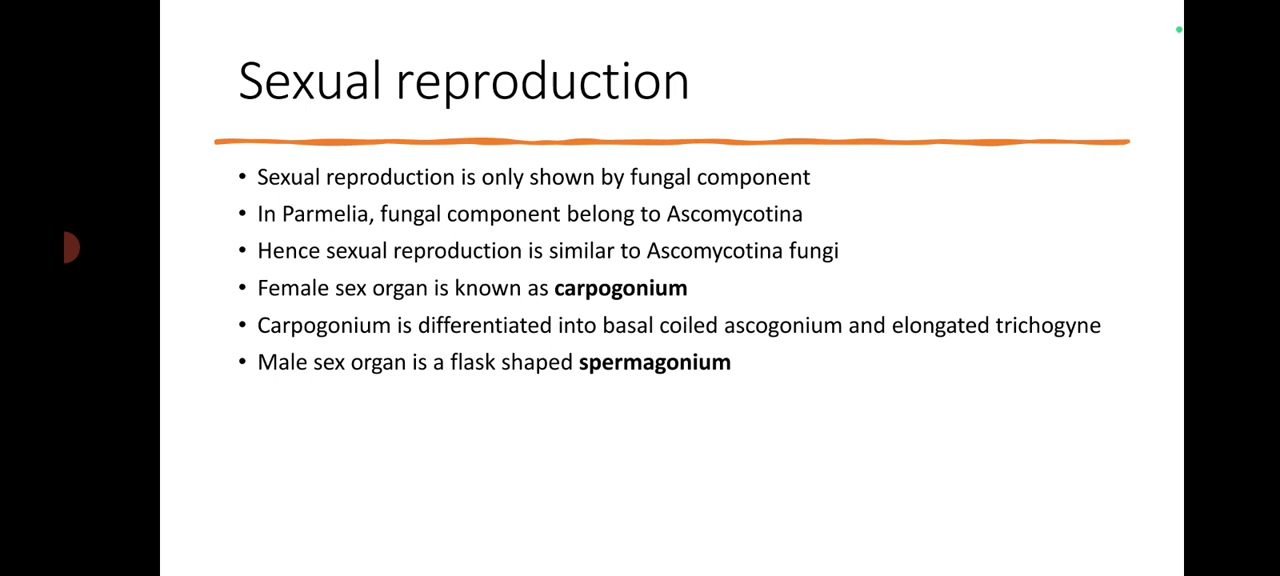 Sexual reproduction
• Sexual reproduction is only shown by fungal component
• In Parmelia, fungal component belong to Ascomycotina
• Hence sexual reproduction is similar to Ascomycotina fungi
• Female sex organ is known as carpogonium
• Carpogonium is differentiated into basal coiled ascogonium and elongated trichogyne
• Male sex organ is a flask shaped spermagonium